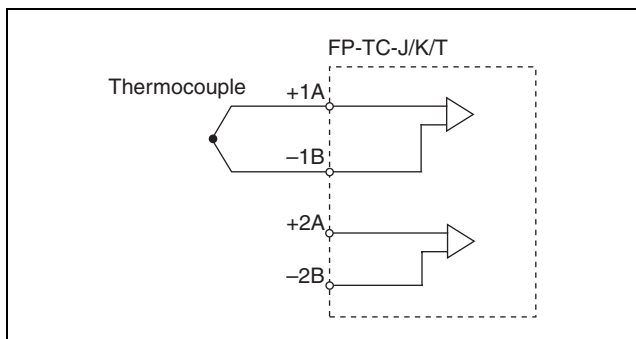 FP-TC-J/K/T
Thermocouple
+1A
–1B
+2A
–2B